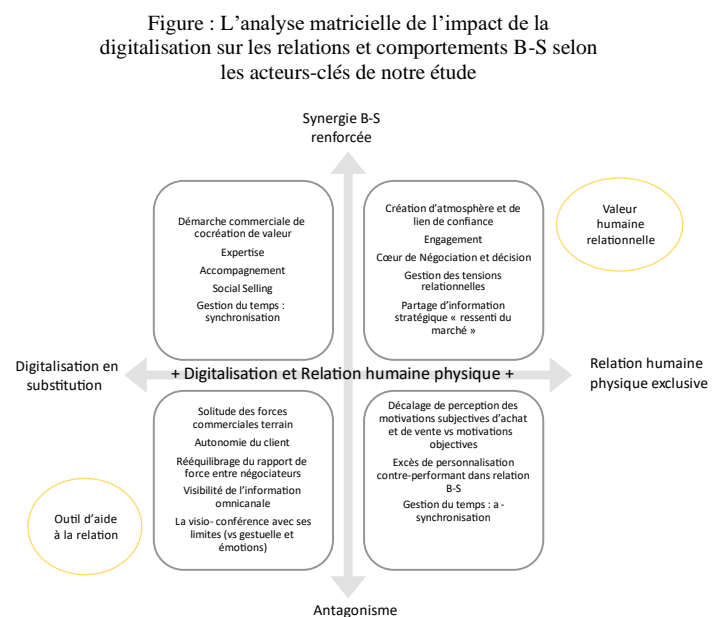 Figure : L’analyse matricielle de l’impact de la
digitalisation sur les relations et comportements B-S selon
les acteurs-clés de notre étude
Synergie B-S
renforcée
Démarche commerciale de
cocréation de valeur
Expertise
Accompagnement
Social Selling
Gestion du temps :
synchronisation
Création d’atmosphère et de
lien de confiance
Engagement
Cœur de Négociation et décision
Gestion des tensions
relationnelles
Partage d’information
stratégique « ressenti du
marché »
Valeur
humaine
relationnelle
Digitalisation en
substitution
+ Digitalisation et Relation humaine physique +
Relation humaine
physique exclusive
Solitude des forces
commerciales terrain
Autonomie du client
Rééquilibrage du rapport de
force entre négociateurs
Visibilité de l’information
omnicanale
La visio- conférence avec ses
limites (vs gestuelle et
émotions)
Décalage de perception des
motivations subjectives d’achat
et de vente vs motivations
objectives
Excès de personnalisation
contre-performant dans relation
B-S
Gestion du temps : a -
synchronisation
Outil d’aide
à la relation
Antagonisme